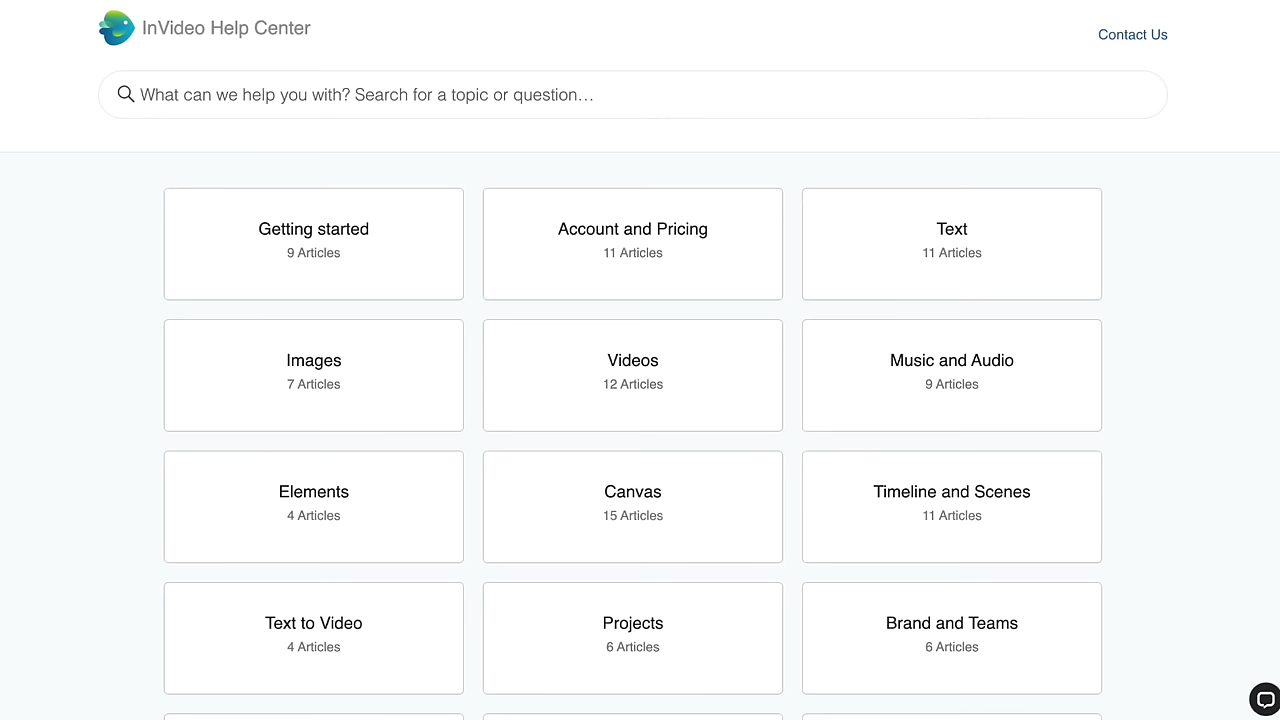 InVideo Help Center
Contact Us
What can we help you with? Search for a topic or question…
Getting started
9 Articles
Account and Pricing
11 Articles
Text
11 Articles
Images
7 Articles
Videos
12 Articles
Music and Audio
9 Articles
Elements
4 Articles
Canvas
15 Articles
Timeline and Scenes
11 Articles
Text to Video
4 Articles
Projects
6 Articles
Brand and Teams
6 Articles